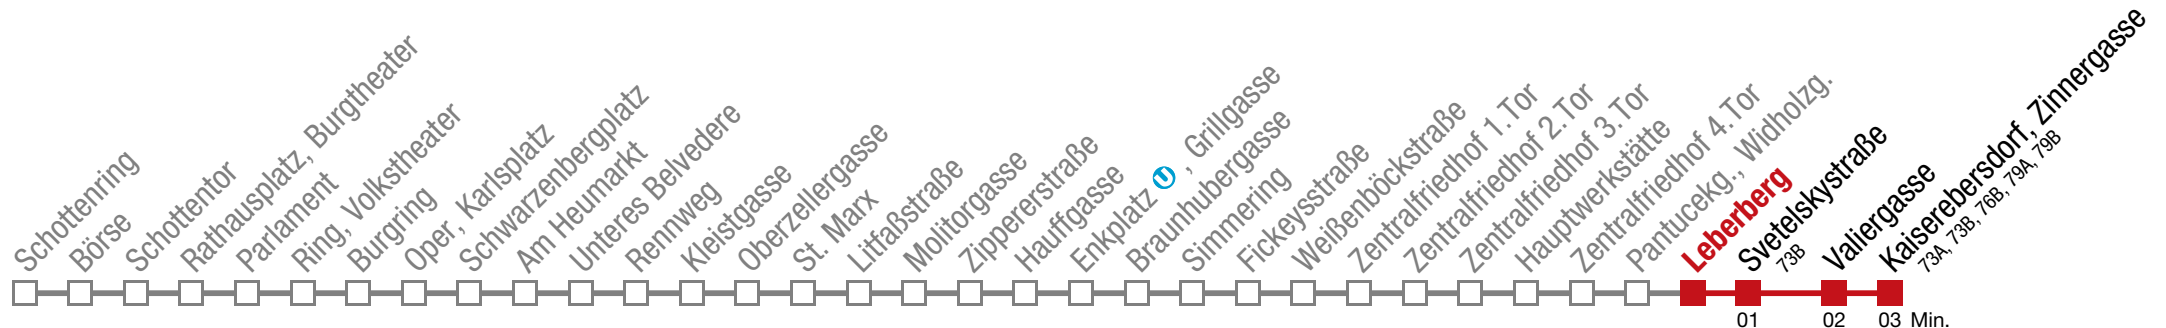 Schottenring
Börse
Schottentor
Rathausplatz, Burgtheater
Parlament
Ring, Volkstheater
Burgring
Oper, Karlsplatz
Schwarzenbergplatz
Am Heumarkt
Unteres Belvedere
Rennweg
Kleistgasse
Oberzellergasse
St. Marx
Litfaßstraße
Molitorgasse
Zippererstraße
Hauffgasse
Enkplatz U, Grillgasse
Braunhubergasse
Simmering
Fickeysstraße
Weißenböckstraße
Zentralfriedhof 1.Tor
Zentralfriedhof 2.Tor
Zentralfriedhof 3.Tor
Hauptwerkstätte
Zentralfriedhof 4.Tor
Pantucekg., Widholzg.
Leberberg
Svetelskystraße
73B
Valiergasse
Kaiserebersdorf, Zinnergasse
73A, 73B, 76B, 79A, 79B
01 02 03 Min.